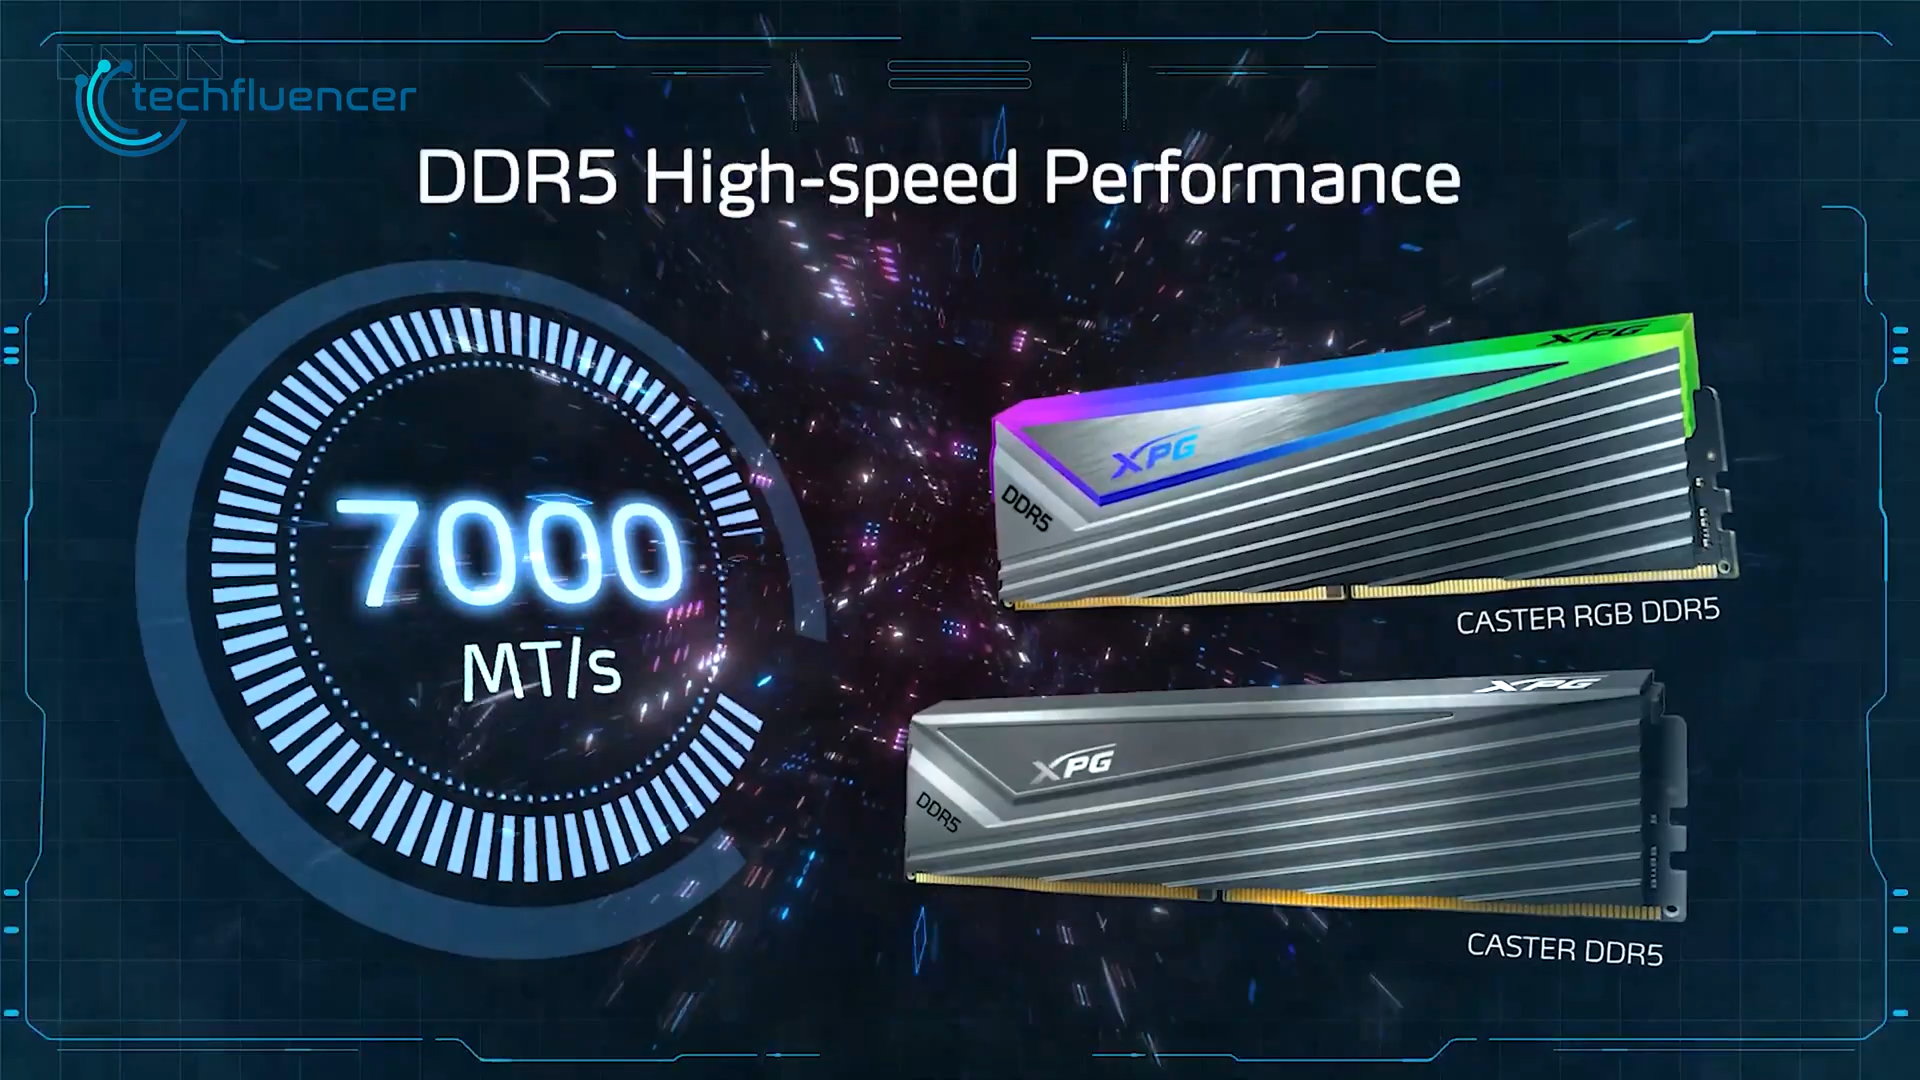 techfluencer
DDR5 High-speed Performance
7000
MT/s
XPG
XPG
DDR5
CASTER RGB DDR5
XPG
XPG
DDR5
CASTER DDR5